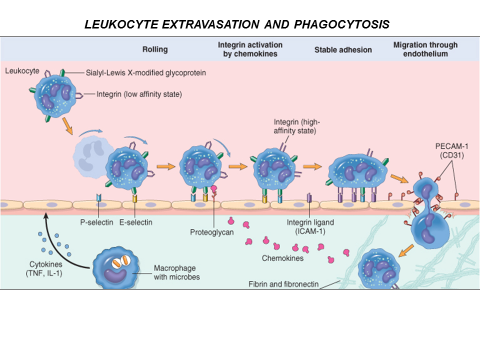 LEUKOCYTE EXTRAVASATION AND PHAGOCYTOSIS
Rolling
Integrin activation
by chemokines
Stable adhesion
Migration through
endothelium
Leukocyte
Sialyl-Lewis X-modified glycoprotein
Integrin (low affinity state)
Integrin (high-
affinity state)
PECAM-1
(CD31)
P-selectin
E-selectin
Proteoglycan
Integrin ligand
(ICAM-1)
Cytokines
(TNF, IL-1)
Macrophage
with microbes
Chemokines
Fibrin and fibronectin